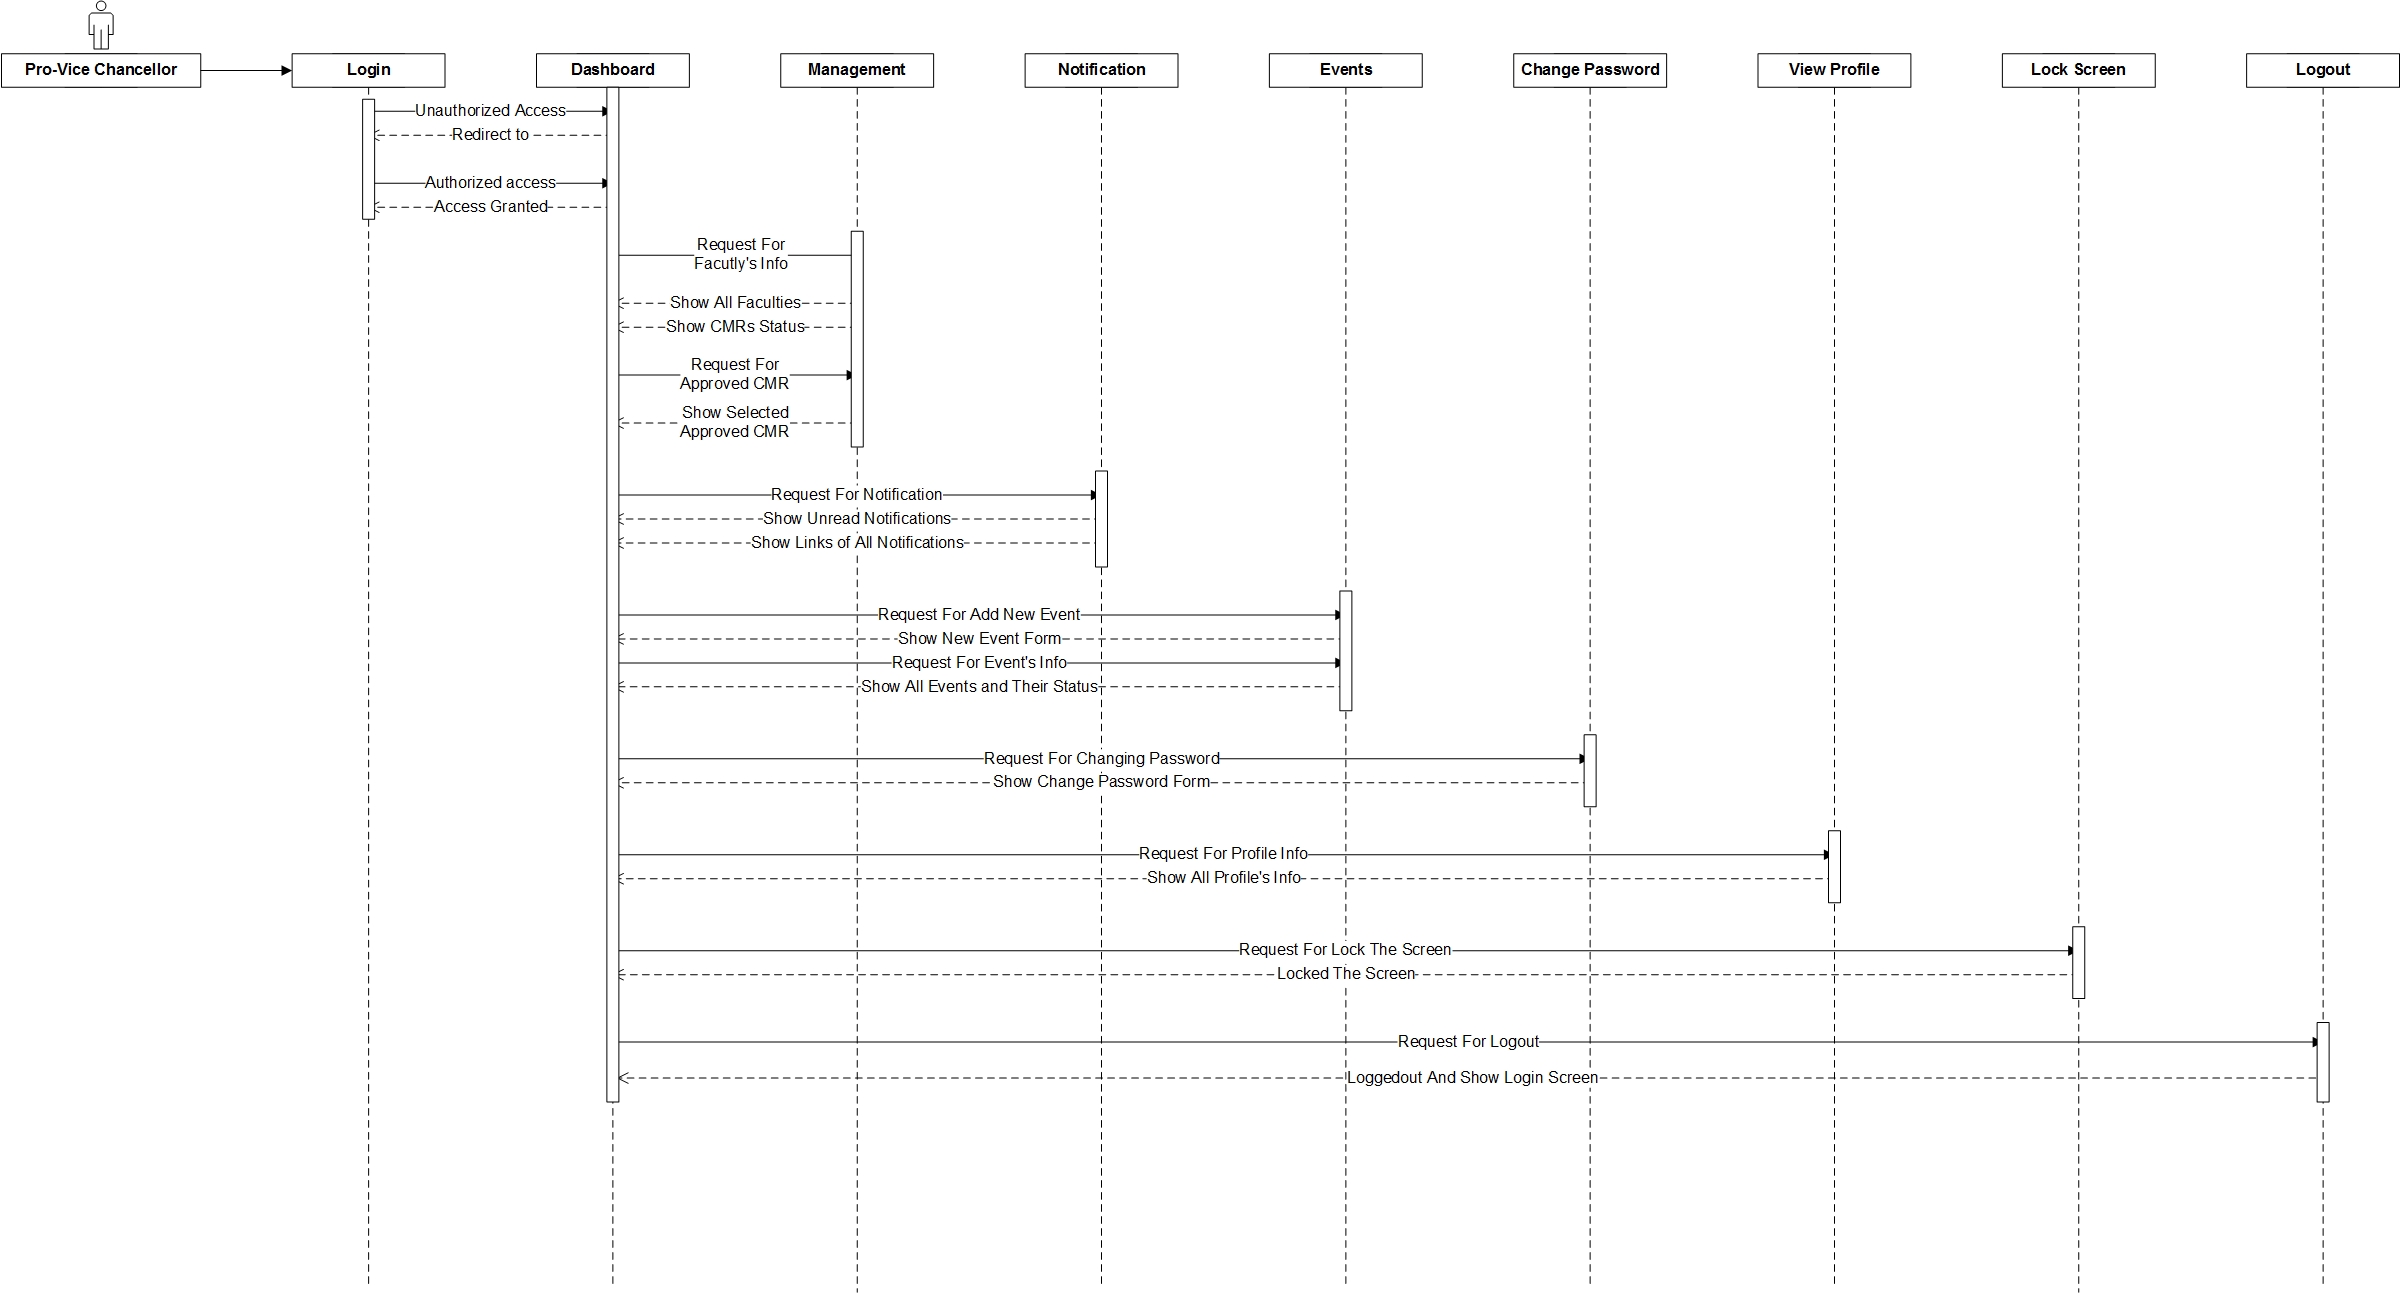 Pro-Vice Chancellor
Login
Dashboard
Management
Notification
Events
Change Password
View Profile
Lock Screen
Logout
Unauthorized Access
Redirect to
Authorized access
Access Granted
Request For
Facutly's Info
Show All Faculties
Show CMRs Status
Request For
Approved CMR
Show Selected
Approved CMR
Request For Notification
Show Unread Notifications
Show Links of All Notifications
Request For Add New Event
Show New Event Form
Request For Event's Info
Show All Events and Their Status
Request For Changing Password
Show Change Password Form
Request For Profile Info
Show All Profile's Info
Request For Lock The Screen
Locked The Screen
Request For Logout
Loggedout And Show Login Screen